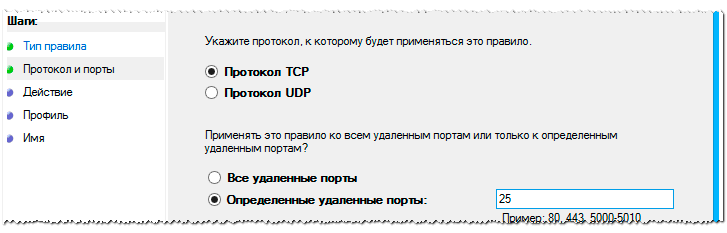 Шаги:
Тип правила
Протокол и порты
Действие
Профиль
Имя
Укажите протокол, к которому будет применяться это правило.
Протокол TCP
Протокол UDP
Применять это правило ко всем удаленным портам или только к определенным
удаленным портам?
Все удаленные порты
Определенные удаленные порты:
25
Пример: 80, 443, 5000-5010